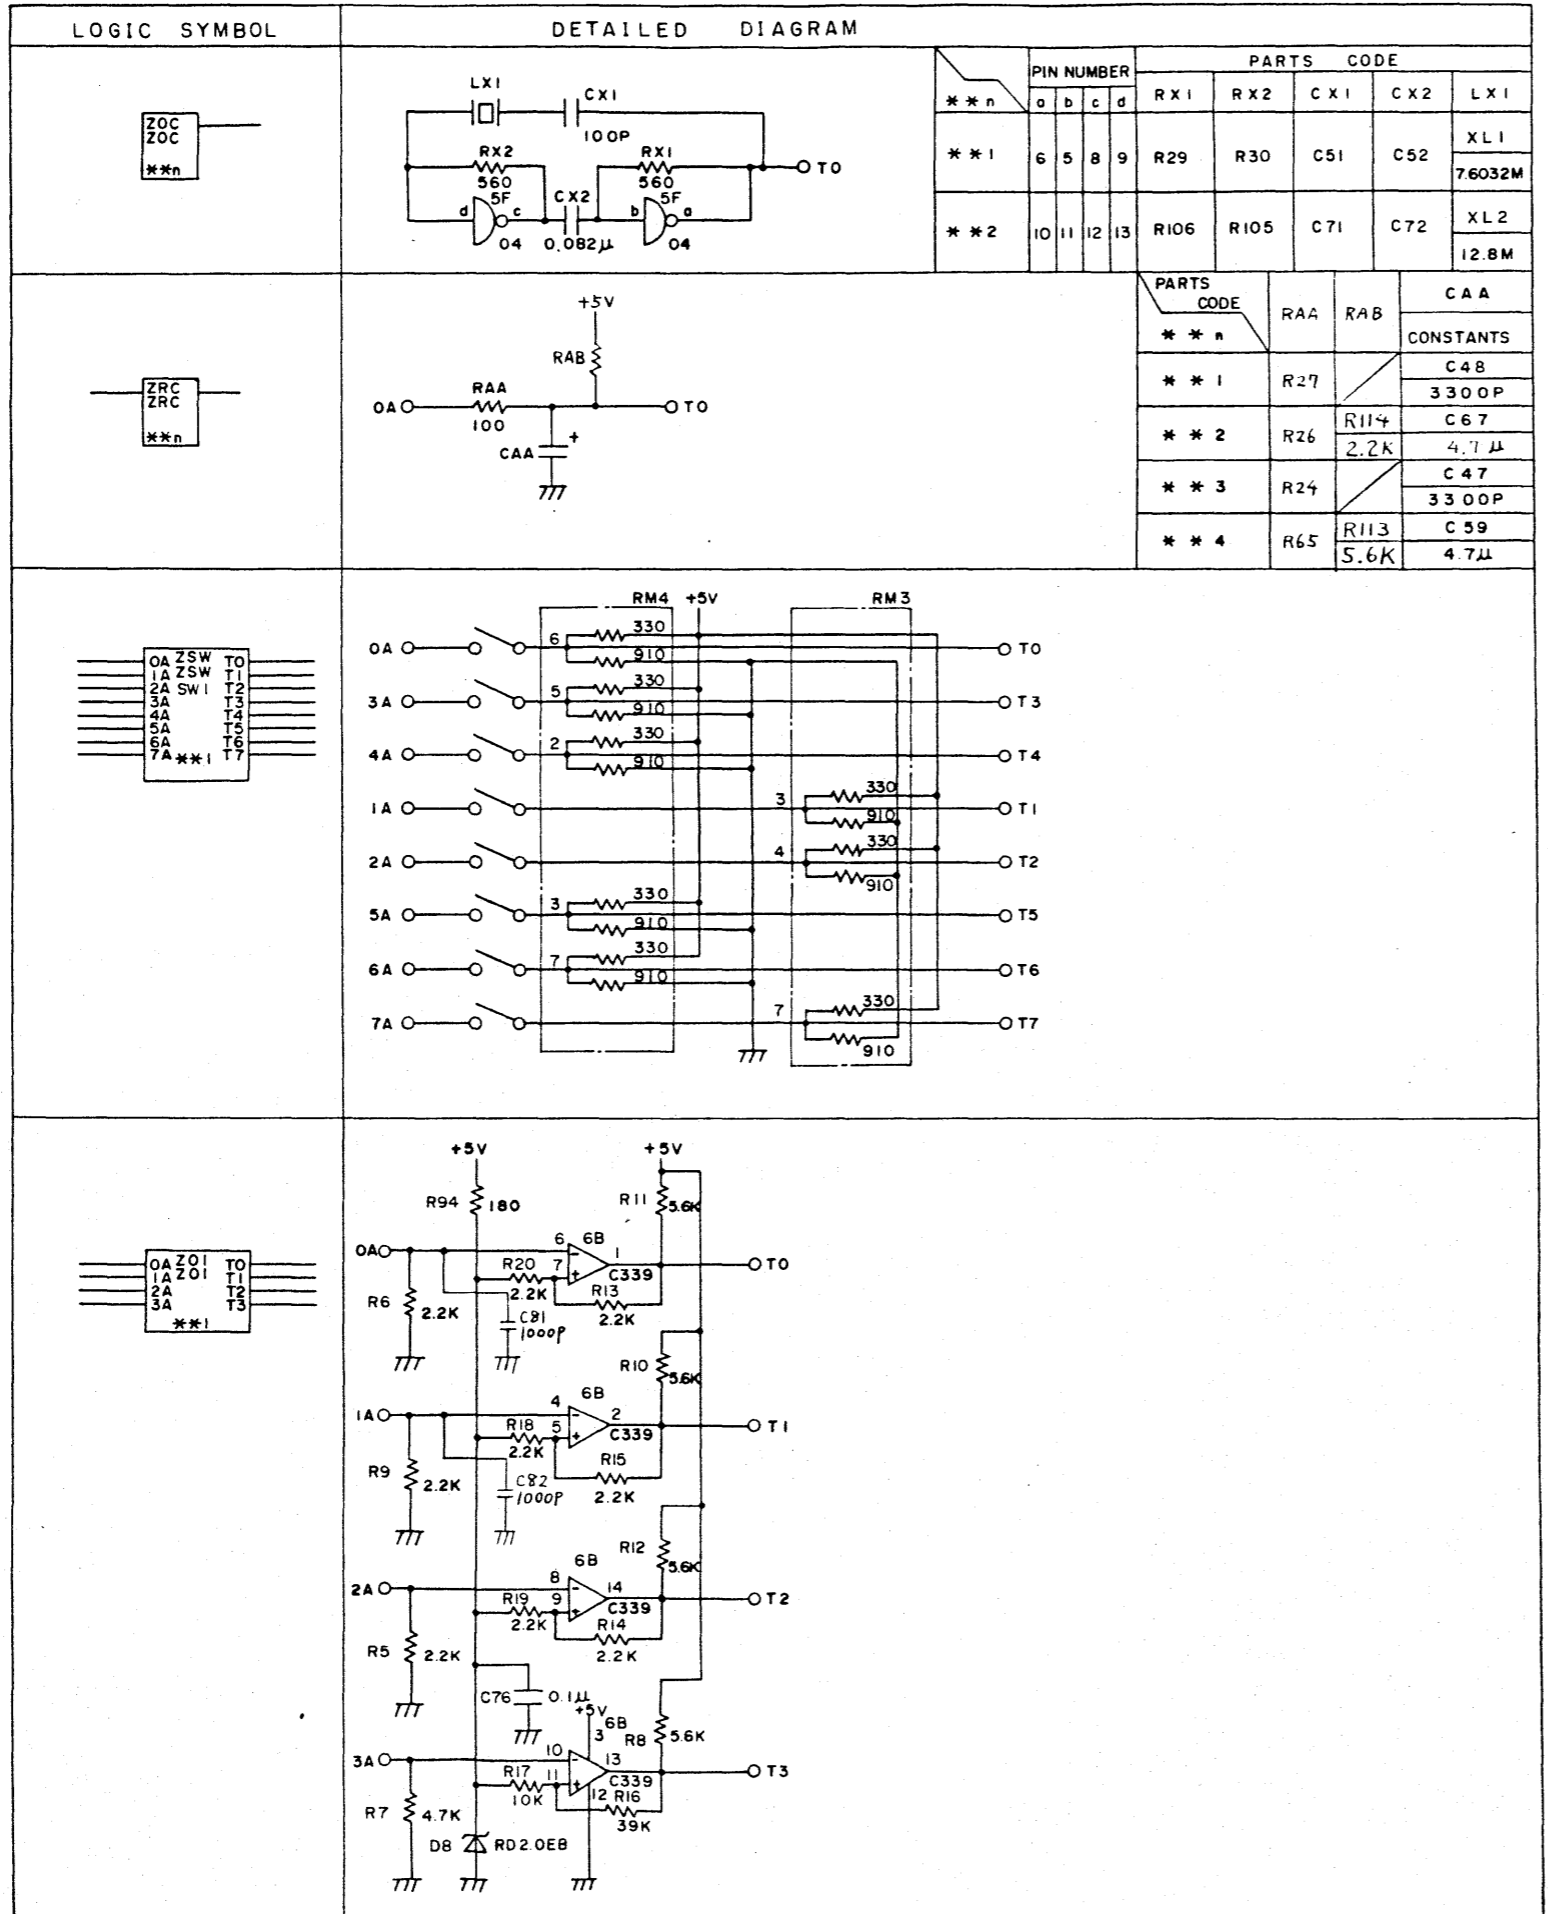 LOGIC SYMBOL
DETAILED DIAGRAM
ZOC
ZOC
**n
LX1
CX1
100P
RX2
560
RX1
560
TO
5F
5F
d
c
CX2
b
a
04
0.082μ
04
**n
PIN NUMBER
PARTS CODE
a b c d
RX1 RX2 CX1 CX2 LX1
**1 6 5 8 9 R29 R30 C51 C52 XL1
7.6032M
**2 10 11 12 13 R106 R105 C71 C72 XL2
12.8M
ZRC
ZRC
**n
+5V
RAB
RAA
100
0A
TO
CAA
+
PARTS
CODE
**n
RAA RAB CAA
CONSTANTS
**1 R27 C48
3300P
**2 R26 R114 C67
2.2K 4.7μ
**3 R24 C47
3300P
**4 R65 R113 C59
5.6K 4.7μ
0A ZSW TO
1A ZSW T1
2A SW1 T2
3A T3
4A T4
5A T5
6A T6
7A **1 T7
RM4 +5V RM3
0A 6 330 TO
910
3A 5 330 T3
910
4A 2 330 T4
910
1A 3 330 T1
910
2A 4 330 T2
910
5A 3 330 T5
910
6A 7 330 T6
910
7A 7 330 T7
910
0A ZOI TO
1A ZOI T1
2A T2
3A T3
**1
+5V +5V
R94 180
R11 5.6K
0A 6 6B 1 TO
R20 7 C339
2.2K R13
R6 2.2K 2.2K
C81
1000P
R10 5.6K
1A 4 6B 2 T1
R18 5 C339
2.2K R15
R9 2.2K 2.2K
C82
1000P
R12 5.6K
2A 8 6B 14 T2
R19 9 C339
2.2K R14
R5 2.2K 2.2K
C76 0.1μ
+5V
3 6B R8 5.6K
3A 10 13 T3
R17 11 C339
10K 12 R16
R7 4.7K 39K
D8 RD2.0EB